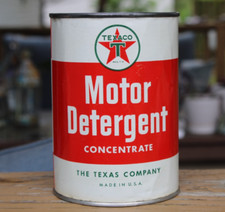 TEXACO
T
Motor
Detergent
CONCENTRATE
THE TEXAS COMPANY
MADE IN U.S.A.